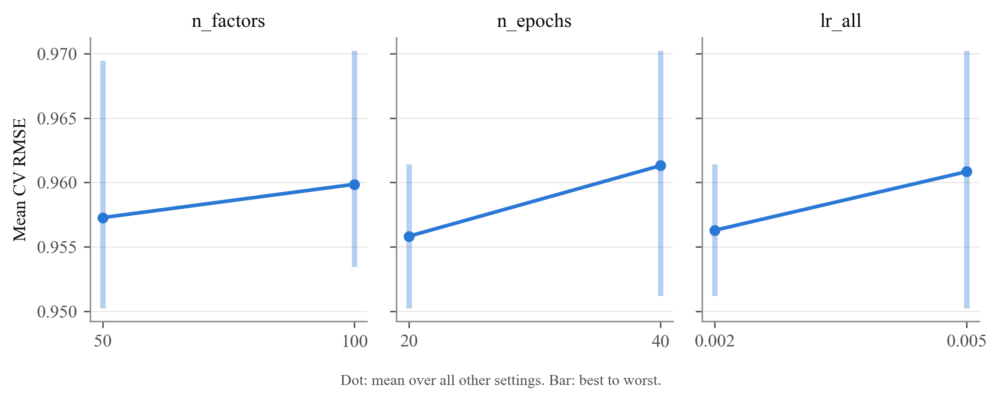 n_factors
n_epochs
lr_all
Mean CV RMSE
0.970
0.965
0.960
0.955
0.950
50
100
20
40
0.002
0.005
Dot: mean over all other settings. Bar: best to worst.